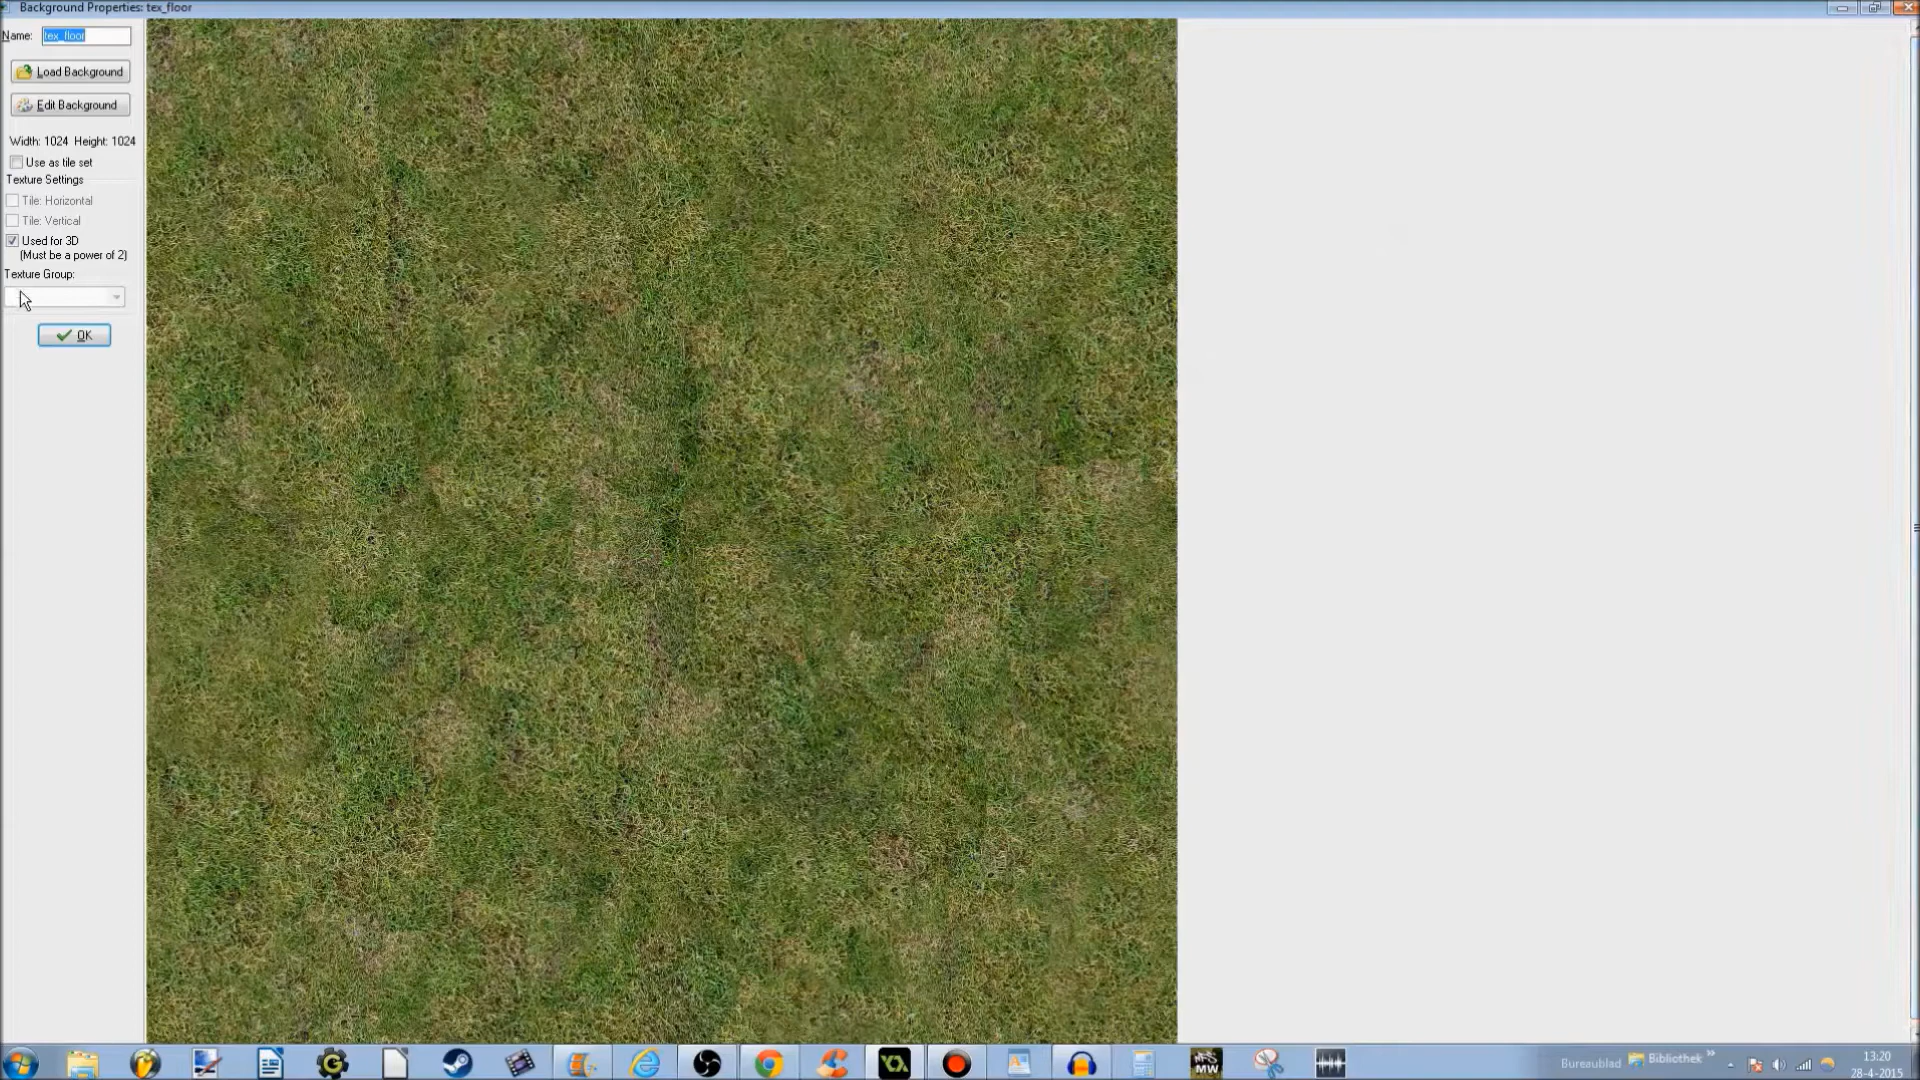 Background Properties: tex_floor
Name: tex_floor
Load Background
Edit Background
Width: 1024 Height: 1024
Use as tile set
Texture Settings
Tile: Horizontal
Tile: Vertical
Used for 3D
(Must be a power of 2)
Texture Group:
OK
MW
Bureaublad
Bibliothek
13:20
28-4-2015